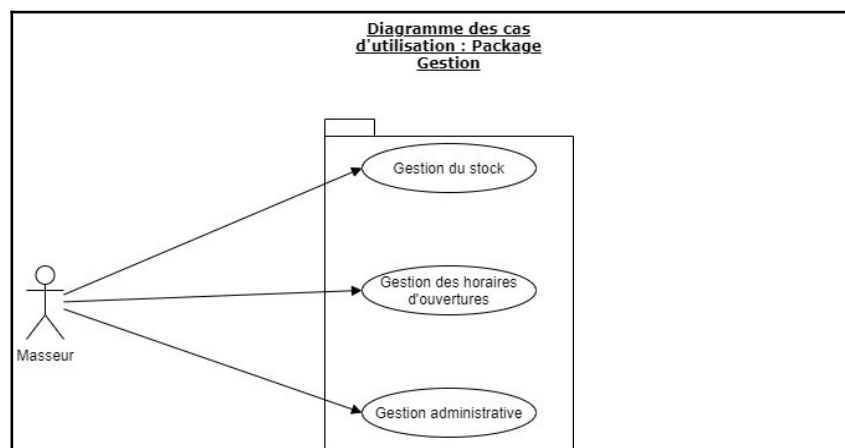 Diagramme des cas
d'utilisation : Package
Gestion
Gestion du stock
Gestion des horaires
d'ouvertures
Masseur
Gestion administrative